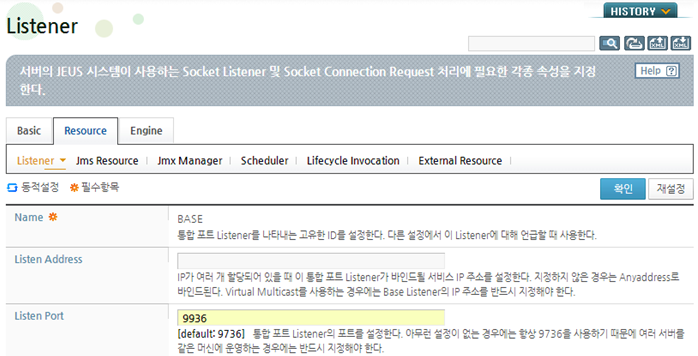 HISTORY
Listener
XML
XML
서버의 JEUS 시스템이 사용하는 Socket Listener 및 Socket Connection Request 처리에 필요한 각종 속성을 지정
한다.
Help ?
Basic
Resource
Engine
Listener
Jms Resource
Jmx Manager
Scheduler
Lifecycle Invocation
External Resource
동적설정
필수항목
확인
재설정
Name
BASE
통합 포트 Listener를 나타내는 고유한 ID를 설정한다. 다른 설정에서 이 Listener에 대해 언급할 때 사용한다.
Listen Address
IP가 여러 개 할당되어 있을 때 이 통합 포트 Listener가 바인드될 서비스 IP 주소를 설정한다. 지정하지 않은 경우는 Anyaddress로
바인드된다. Virtual Multicast를 사용하는 경우에는 Base Listener의 IP 주소를 반드시 지정해야 한다.
Listen Port
9936
[default: 9736] 통합 포트 Listener의 포트를 설정한다. 아무런 설정이 없는 경우에는 항상 9736을 사용하기 때문에 여러 서버를
같은 머신에 운영하는 경우에는 반드시 지정해야 한다.